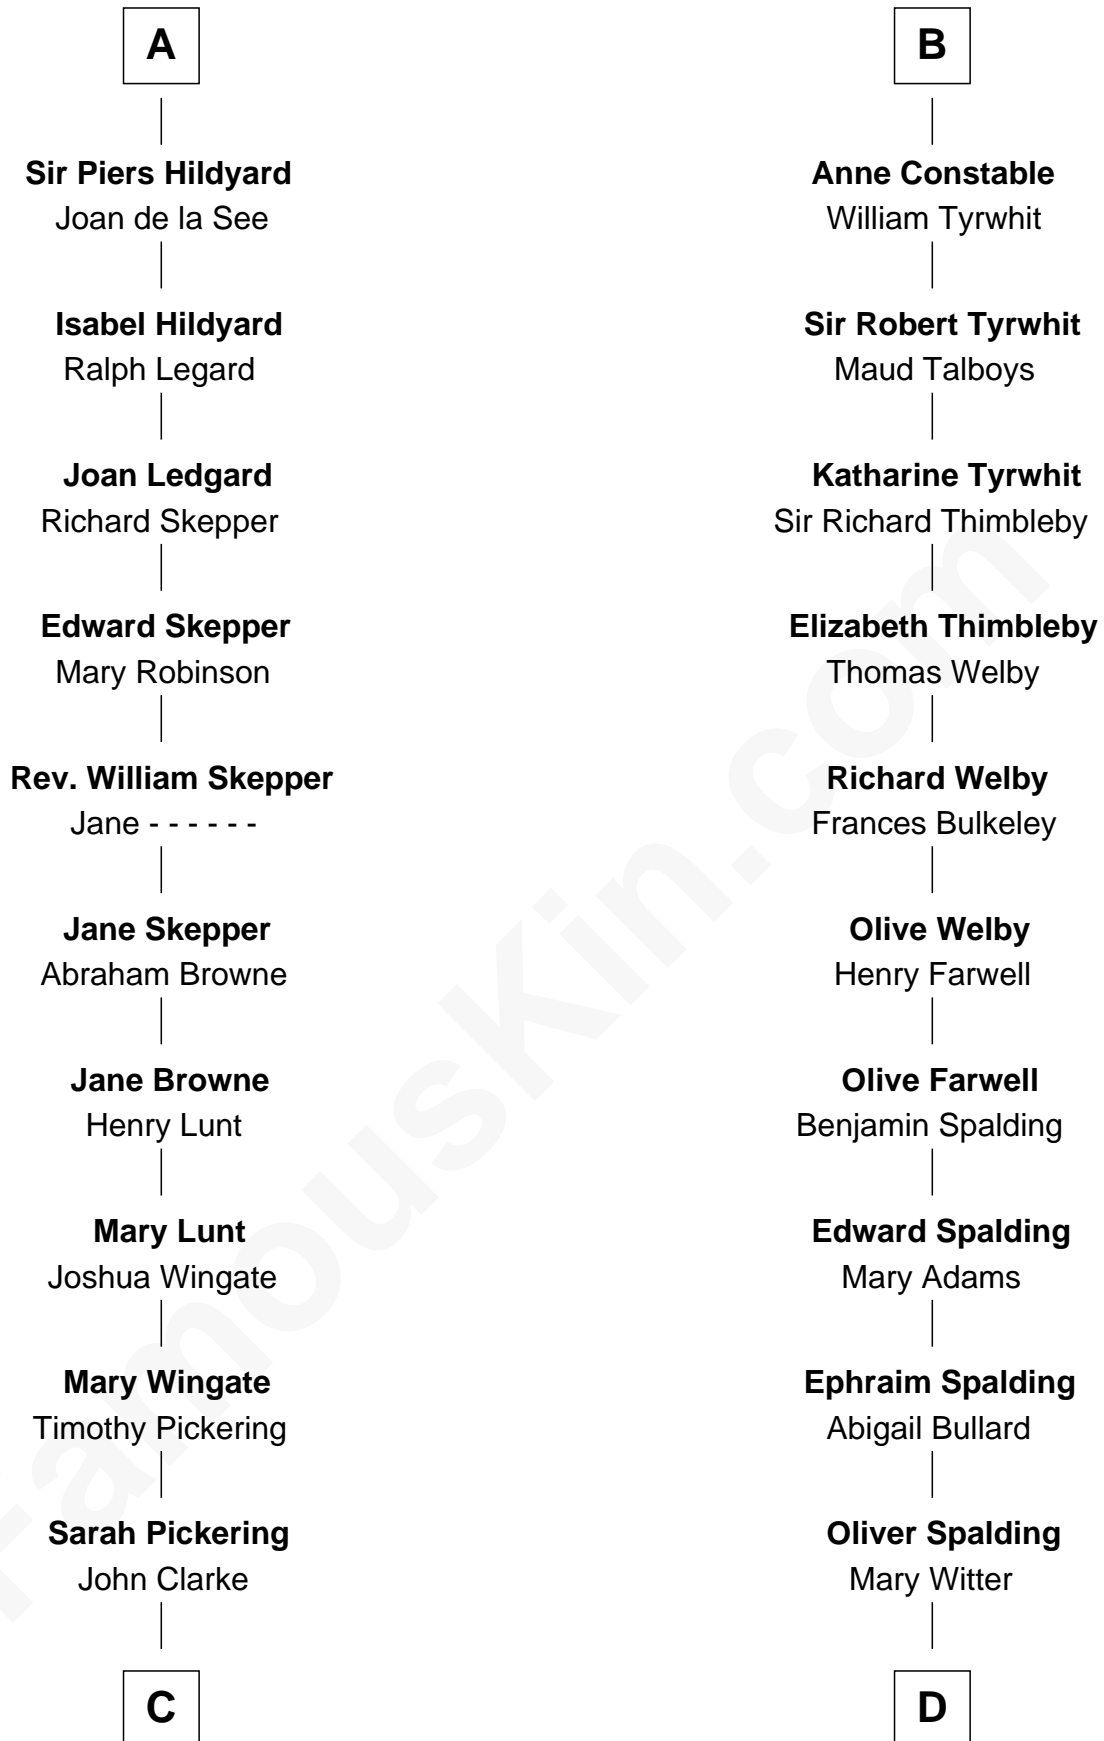 A
Sir Piers Hildyard
Joan de la See
Isabel Hildyard
Ralph Legard
Joan Ledgard
Richard Skepper
Edward Skepper
Mary Robinson
Rev. William Skepper
Jane - - - - - -
Jane Skepper
Abraham Browne
Jane Browne
Henry Lunt
Mary Lunt
Joshua Wingate
Mary Wingate
Timothy Pickering
Sarah Pickering
John Clarke
C
B
Anne Constable
William Tyrwhit
Sir Robert Tyrwhit
Maud Talboys
Katharine Tyrwhit
Sir Richard Thimbleby
Elizabeth Thimbleby
Thomas Welby
Richard Welby
Frances Bulkeley
Olive Welby
Henry Farwell
Olive Farwell
Benjamin Spalding
Edward Spalding
Mary Adams
Ephraim Spalding
Abigail Bullard
Oliver Spalding
Mary Witter
D
FamousKin.com